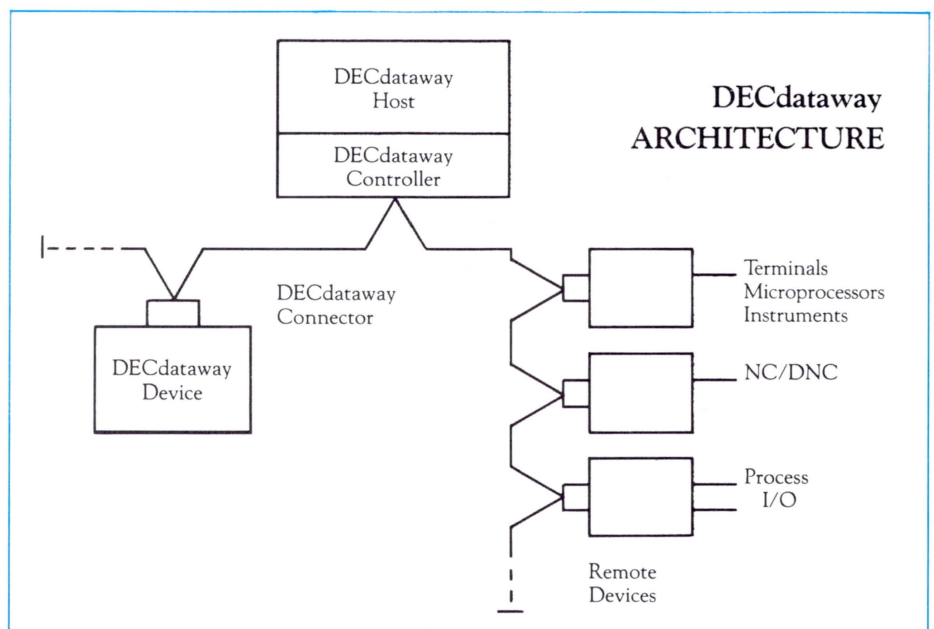 DECdataway
ARCHITECTURE
DECdataway
Host
DECdataway
Controller
DECdataway
Connector
DECdataway
Device
Terminals
Microprocessors
Instruments
NC/DNC
Process
I/O
Remote
Devices